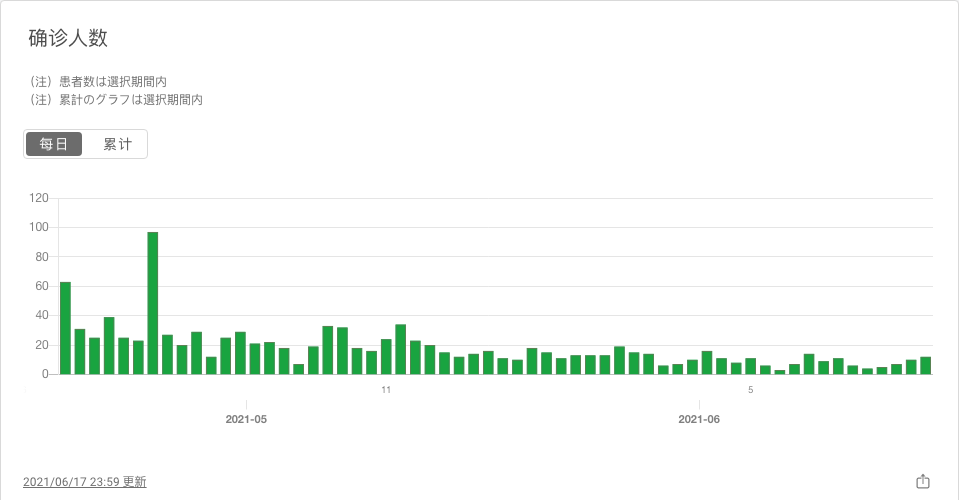 确诊人数
（注）患者数は選択期間内
（注）累計のグラフは選択期間内
每日 累计
120
100
80
60
40
20
0
11 5
2021-05 2021-06
2021/06/17 23:59 更新